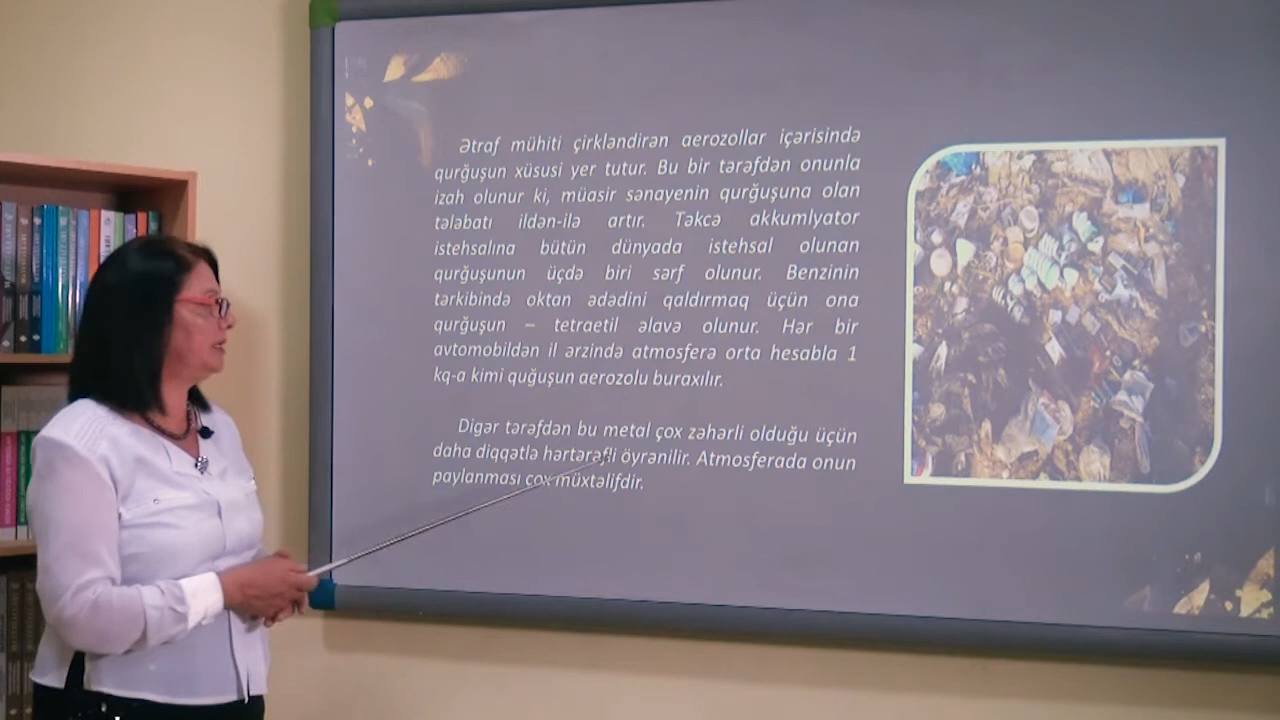 Ətraf mühiti çirkləndirən aerozollar içərisində
qurğuşun xüsusi yer tutur. Bu bir tərəfdən onunla
izah olunur ki, müasir sənayenin qurğuşuna olan
tələbatı ildən-ilə artır. Təkcə akkumlyator
istehsalına bütün dünyada istehsal olunan
qurğuşunun üçdə biri sərf olunur. Benzinin
tərkibində oktan ədədini qaldırmaq üçün ona
qurğuşun – tetraetil əlavə olunur. Hər bir
avtomobildən il ərzində atmosferə orta hesabla 1
kq-a kimi quğuşun aerozolu buraxılır.
Digər tərəfdən bu metal çox zəhərli olduğu üçün
daha diqqətlə hərtərəfli öyrənilir. Atmosferada onun
paylanması çox müxtəlifdir.